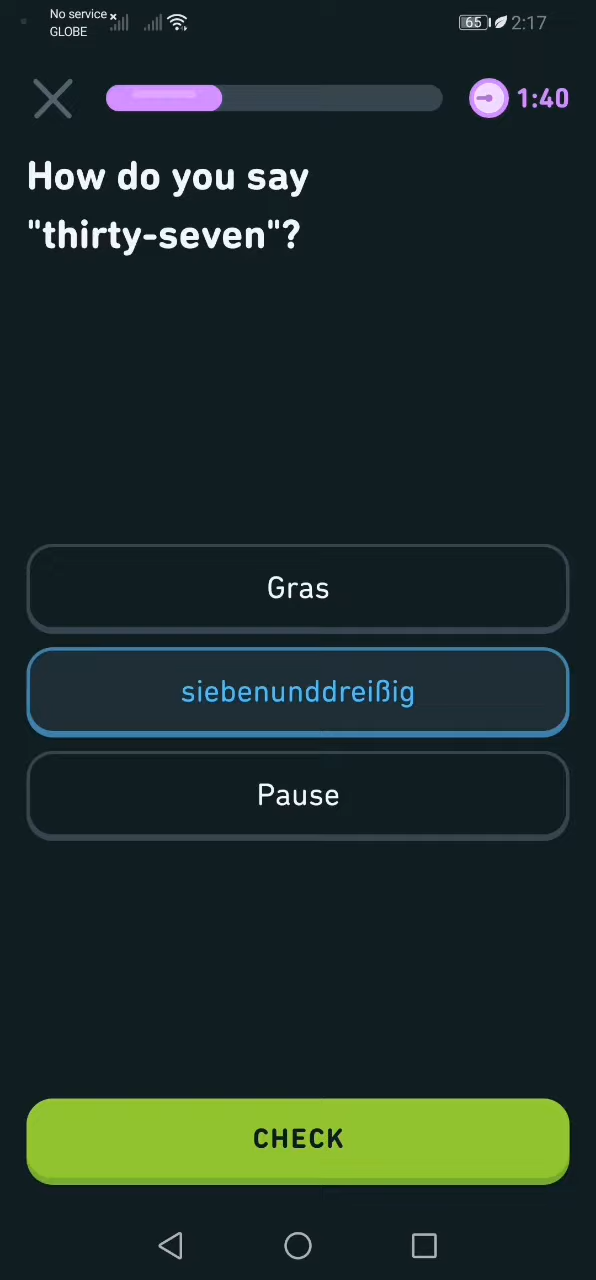 No service
GLOBE
65
2:17
1:40
How do you say
"thirty-seven"?
Gras
siebenunddreißig
Pause
CHECK